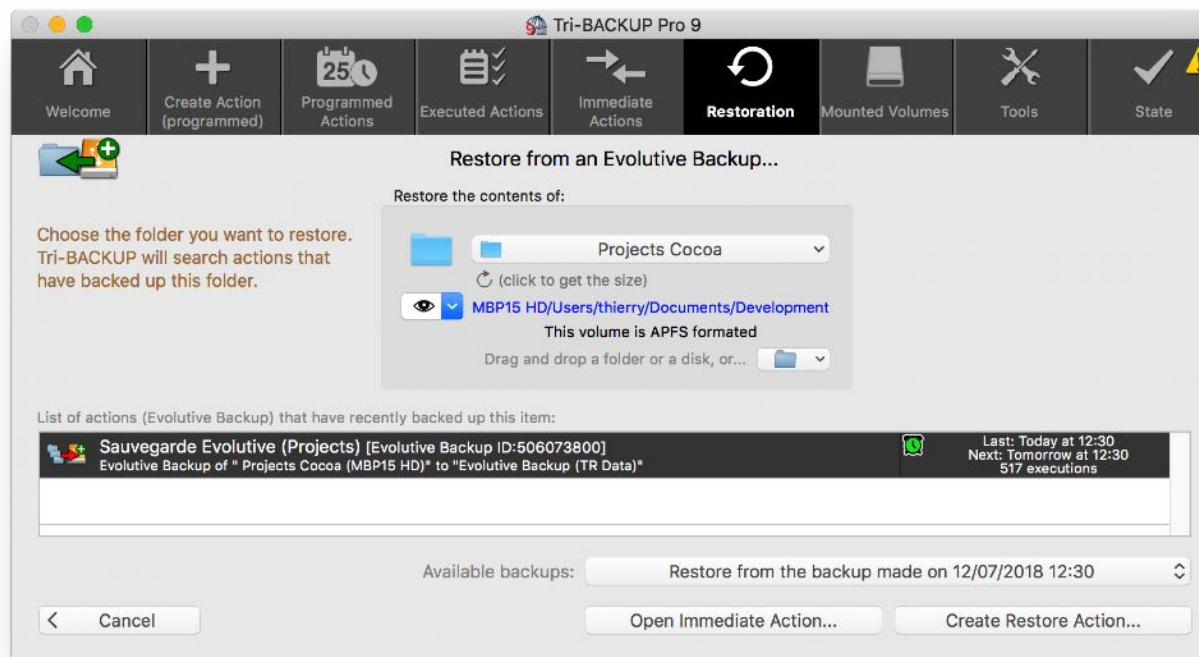 Tri-BACKUP Pro 9
Welcome
Create Action
(programmed)
25
Programmed
Actions
Executed Actions
Immediate
Actions
Restoration
Mounted Volumes
Tools
State
Restore from an Evolutive Backup...
Restore the contents of:
Choose the folder you want to restore.
Tri-BACKUP will search actions that
have backed up this folder.
Projects Cocoa
(click to get the size)
MBP15 HD/Users/thierry/Documents/Development
This volume is APFS formated
Drag and drop a folder or a disk, or...
List of actions (Evolutive Backup) that have recently backed up this item:
Sauvegarde Evolutive (Projects) [Evolutive Backup ID:506073800]
Evolutive Backup of " Projects Cocoa (MBP15 HD)" to "Evolutive Backup (TR Data)"
Last: Today at 12:30
Next: Tomorrow at 12:30
517 executions
Available backups:
Restore from the backup made on 12/07/2018 12:30
Cancel
Open Immediate Action...
Create Restore Action...